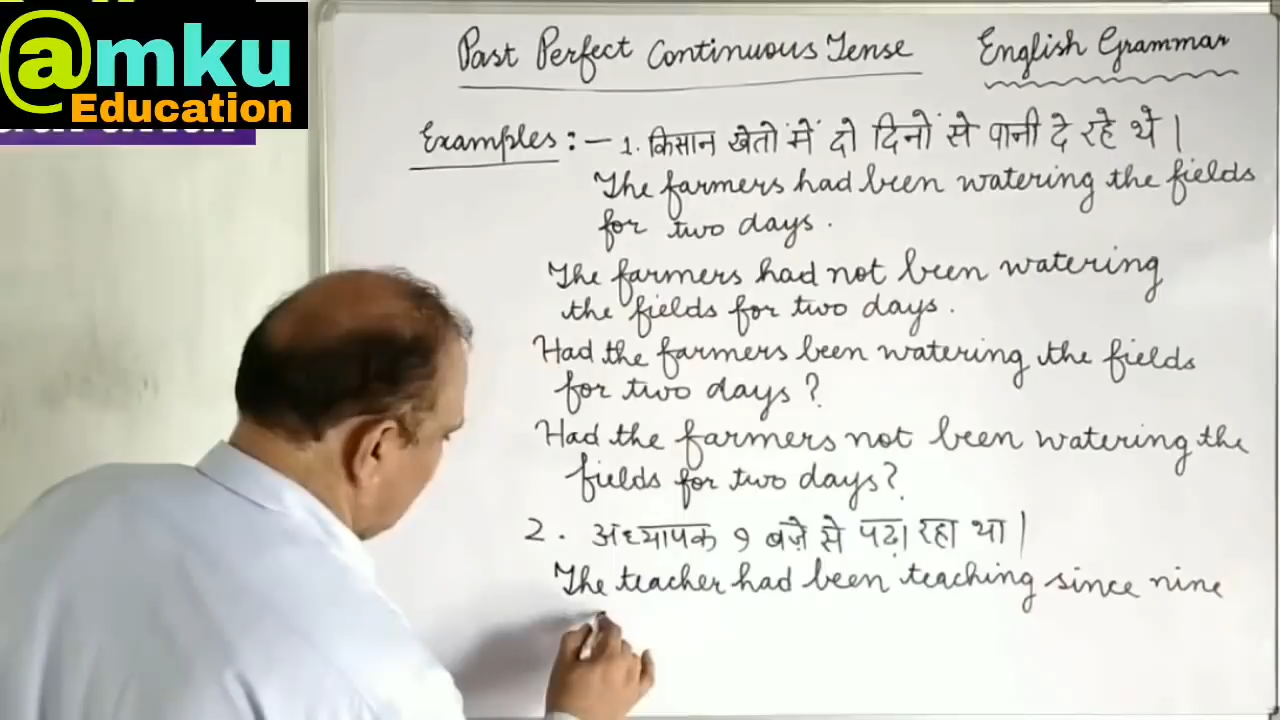 @mku
Education
Past Perfect Continuous Tense
English Grammar
Examples :- 1. किसान खेतों में दो दिनों से पानी दे रहे थे।
The farmers had been watering the fields
for two days.
The farmers had not been watering
the fields for two days.
Had the farmers been watering the fields
for two days?
Had the farmers not been watering the
fields for two days?
2. अध्यापक 9 बज़े से पढ़ा रहा था।
The teacher had been teaching since nine